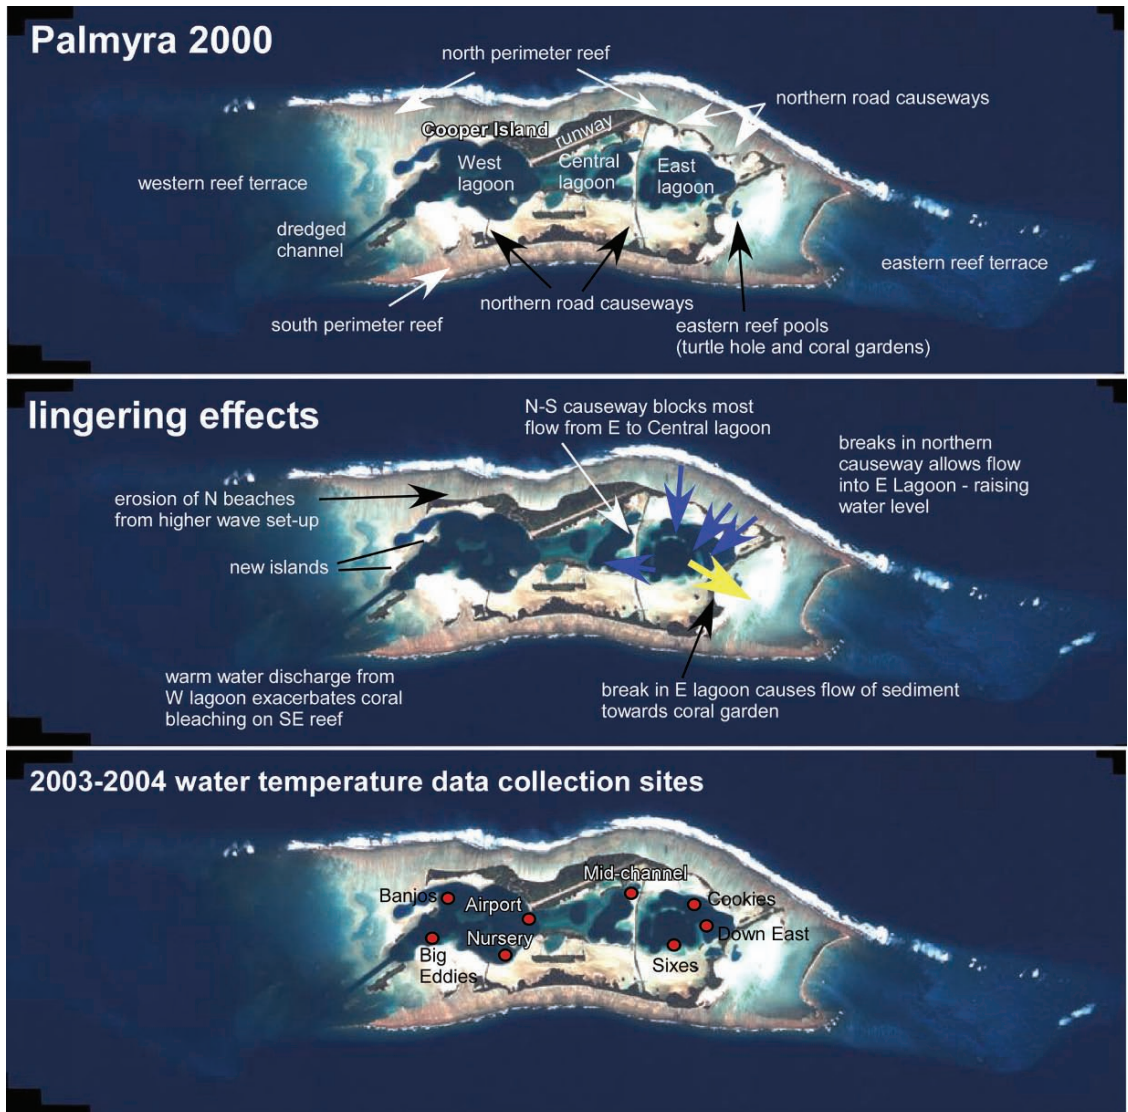 Palmyra 2000
north perimeter reef
northern road causeways
Cooper Island
runway
West
lagoon
Central
lagoon
East
lagoon
western reef terrace
dredged
channel
eastern reef terrace
northern road causeways
south perimeter reef
eastern reef pools
(turtle hole and coral gardens)
lingering effects
N-S causeway blocks most
flow from E to Central lagoon
breaks in northern
causeway allows flow
into E Lagoon - raising
water level
erosion of N beaches
from higher wave set-up
new islands
warm water discharge from
W lagoon exacerbates coral
bleaching on SE reef
break in E lagoon causes flow of sediment
towards coral garden
2003-2004 water temperature data collection sites
Mid-channel
Banjos
Airport
Cookies
Nursery
Down East
Big
Eddies
Sixes